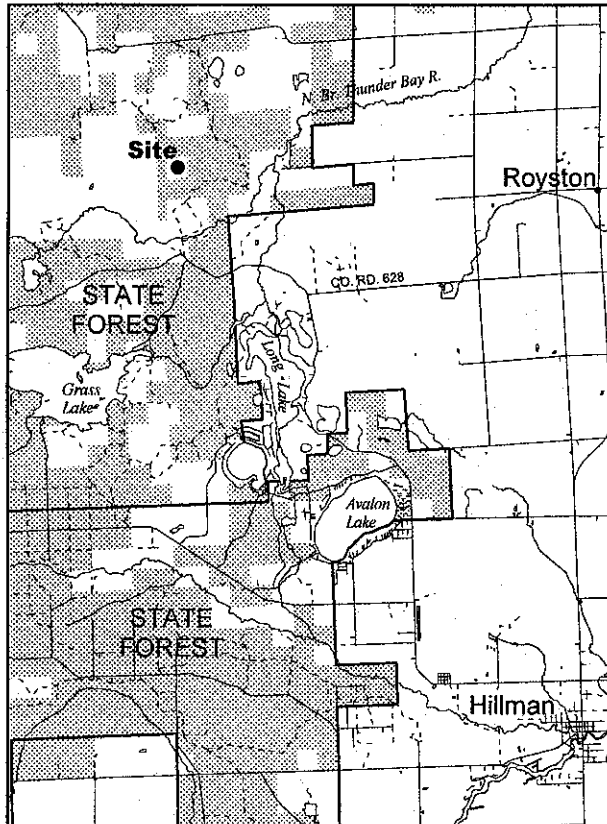 N. Br. Thunder Bay R.
Site
Royston
CO. RD. 628
STATE
FOREST
Long Lake
Grass
Lake
Avalon
Lake
STATE
FOREST
Hillman